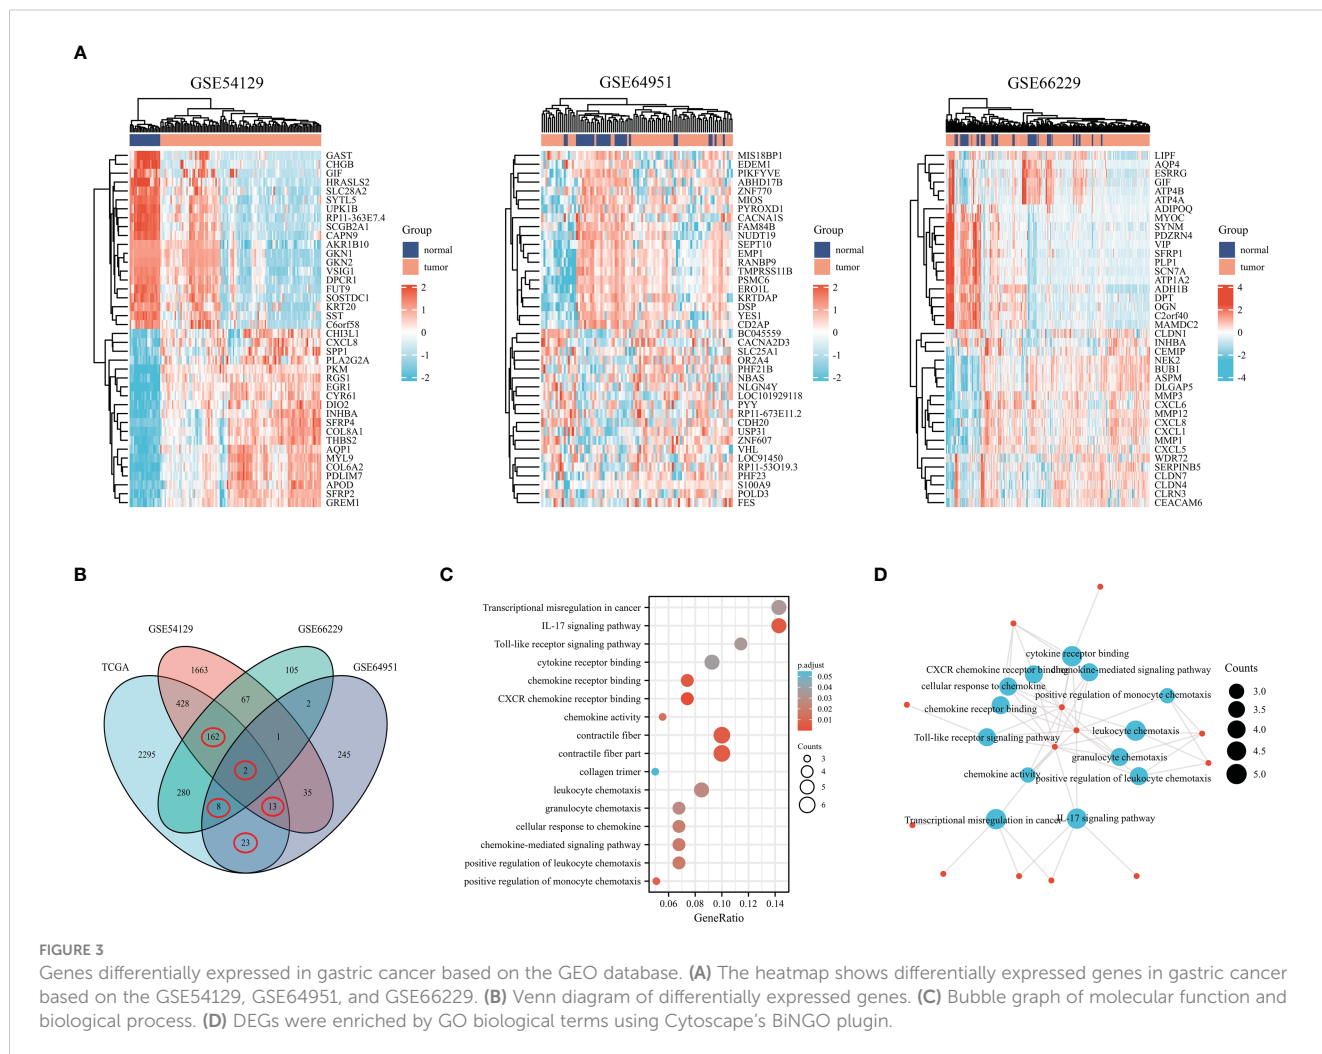 A
GSE54129
GAST
CHGB
GIF
HRASLS2
SLC28A2
SYTL5
UPK1B
RP11-363E7.4
SCGB2A1
CAPN9
AKR1B10
GKN1
GKN2
VSIG1
DPCR1
FUT9
SOSTDC1
KRT20
SST
C6orf58
CHI3L1
CXCL8
SPP1
PLA2G2A
PKM
RGS1
EGR1
CYR61
DIO2
INHBA
SFRP4
COL8A1
THBS2
AQP1
MYL9
COL6A2
PDLIM7
APOD
SFRP2
GREM1
Group
normal
tumor
2
1
0
-1
-2
GSE64951
MIS18BP1
EDEM1
PIKFYVE
ABHD17B
ZNF770
MIOS
PYROXD1
CACNA1S
FAM84B
NUDT19
SEPT10
EMP1
RANBP9
TMPRSS11B
PSMC6
ERO1L
KRTDAP
DSP
YES1
CD2AP
BC045559
CACNA2D3
SLC25A1
OR2A4
PHF21B
NBAS
NLGN4Y
LOC101929118
PYY
RP11-673E11.2
CDH20
USP31
ZNF607
VHL
LOC91450
RP11-53O19.3
PHF23
S100A9
POLD3
FES
Group
normal
tumor
2
1
0
-1
-2
GSE66229
LIPF
AQP4
ESRRG
GIF
ATP4B
ATP4A
ADIPOQ
MYOC
SYNM
PDZRN4
VIP
SFRP1
PLP1
SCN7A
ATP1A2
ADH1B
DPT
OGN
C2orf40
MAMDC2
CLDN1
INHBA
CEMIP
NEK2
BUB1
ASPM
DLGAP5
MMP3
CXCL6
MMP12
CXCL8
CXCL1
MMP1
CXCL5
WDR72
SERPINB5
CLDN7
CLDN4
CLRN3
CEACAM6
Group
normal
tumor
4
2
0
-2
-4
B
GSE54129
GSE66229
TCGA
GSE64951
1663
105
428
67
2
2295
162
1
245
2
280
8
13
35
23
C
Transcriptional misregulation in cancer
IL-17 signaling pathway
Toll-like receptor signaling pathway
cytokine receptor binding
chemokine receptor binding
CXCR chemokine receptor binding
chemokine activity
contractile fiber
contractile fiber part
collagen trimer
leukocyte chemotaxis
granulocyte chemotaxis
cellular response to chemokine
chemokine-mediated signaling pathway
positive regulation of leukocyte chemotaxis
positive regulation of monocyte chemotaxis
0.06 0.08 0.10 0.12 0.14
GeneRatio
p.adjust
0.05
0.04
0.03
0.02
0.01
Counts
3
4
5
6
D
cytokine receptor binding
CXCR chemokine receptor binding
chemokine-mediated signaling pathway
cellular response to chemokine
positive regulation of monocyte chemotaxis
chemokine receptor binding
leukocyte chemotaxis
Toll-like receptor signaling pathway
granulocyte chemotaxis
chemokine activity
positive regulation of leukocyte chemotaxis
Transcriptional misregulation in cancer
IL-17 signaling pathway
Counts
3.0
3.5
4.0
4.5
5.0
FIGURE 3
Genes differentially expressed in gastric cancer based on the GEO database. (A) The heatmap shows differentially expressed genes in gastric cancer
based on the GSE54129, GSE64951, and GSE66229. (B) Venn diagram of differentially expressed genes. (C) Bubble graph of molecular function and
biological process. (D) DEGs were enriched by GO biological terms using Cytoscape's BiNGO plugin.